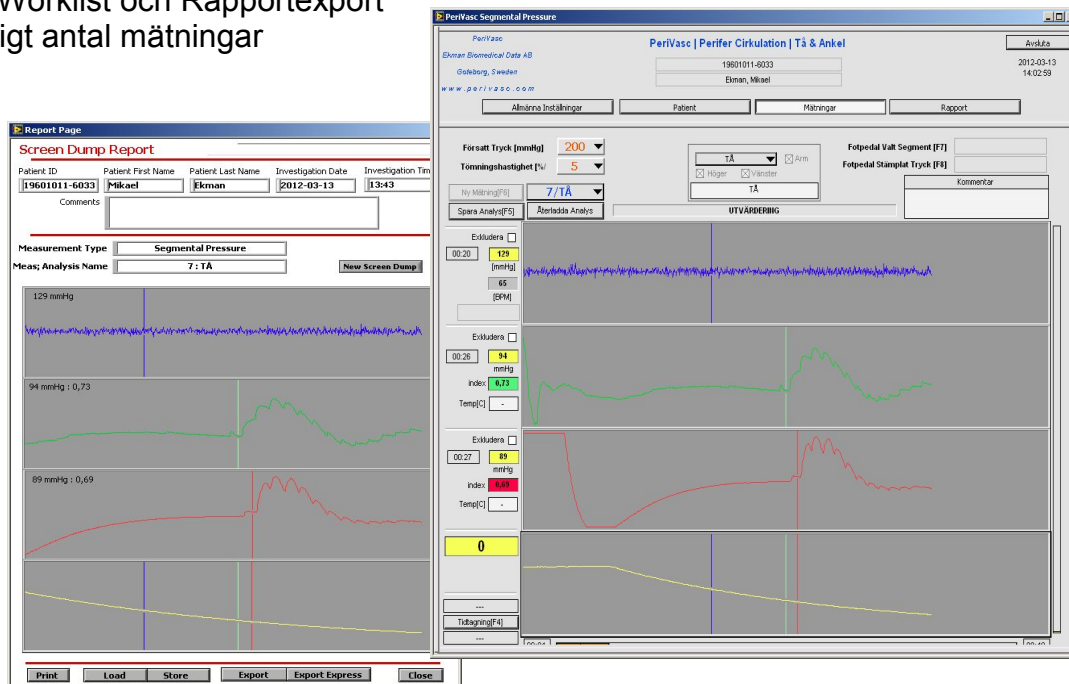 Worklist och Rapportexport
igt antal mätningar
Report Page
Screen Dump Report
Patient ID Patient First Name Patient Last Name Investigation Date Investigation Tim
19601011-6033 Mikael Ekman 2012-03-13 13:43
Comments
Measurement Type Segmental Pressure
Meas; Analysis Name 7 : TÅ New Screen Dump
129 mmHg
94 mmHg : 0,73
89 mmHg : 0,69
Print Load Store Export Export Express Close
PeriVasc Segmental Pressure
PeriVasc
Ekman Biomedical Data AB
Goteborg, Sweden
www.perivasc.com
PeriVasc | Perifer Cirkulation | Tå & Ankel
19601011-6033
Ekman, Mikael
Avsluta
2012-03-13
14:02:59
Allmänna Inställningar Patient Mätningar Rapport
Försatt Tryck [mmHg] 200
Tömningshastighet [%/ 5
Ny Mätning[F6] 7/TÅ
Spara Analys[F5] Återladda Analys
TÅ Arm
Höger Vänster
TÅ
UTVÄRDERING
Fotpedal Valt Segment [F7]
Fotpedal Stämplat Tryck [F8]
Kommentar
Exkludera
00:20 129
[mmHg]
65
[BPM]
Exkludera
00:26 94
mmHg
index 0,73
Temp[C] -
Exkludera
00:27 89
mmHg
index 0,69
Temp[C] -
0
---
Tidtagning[F4]
---